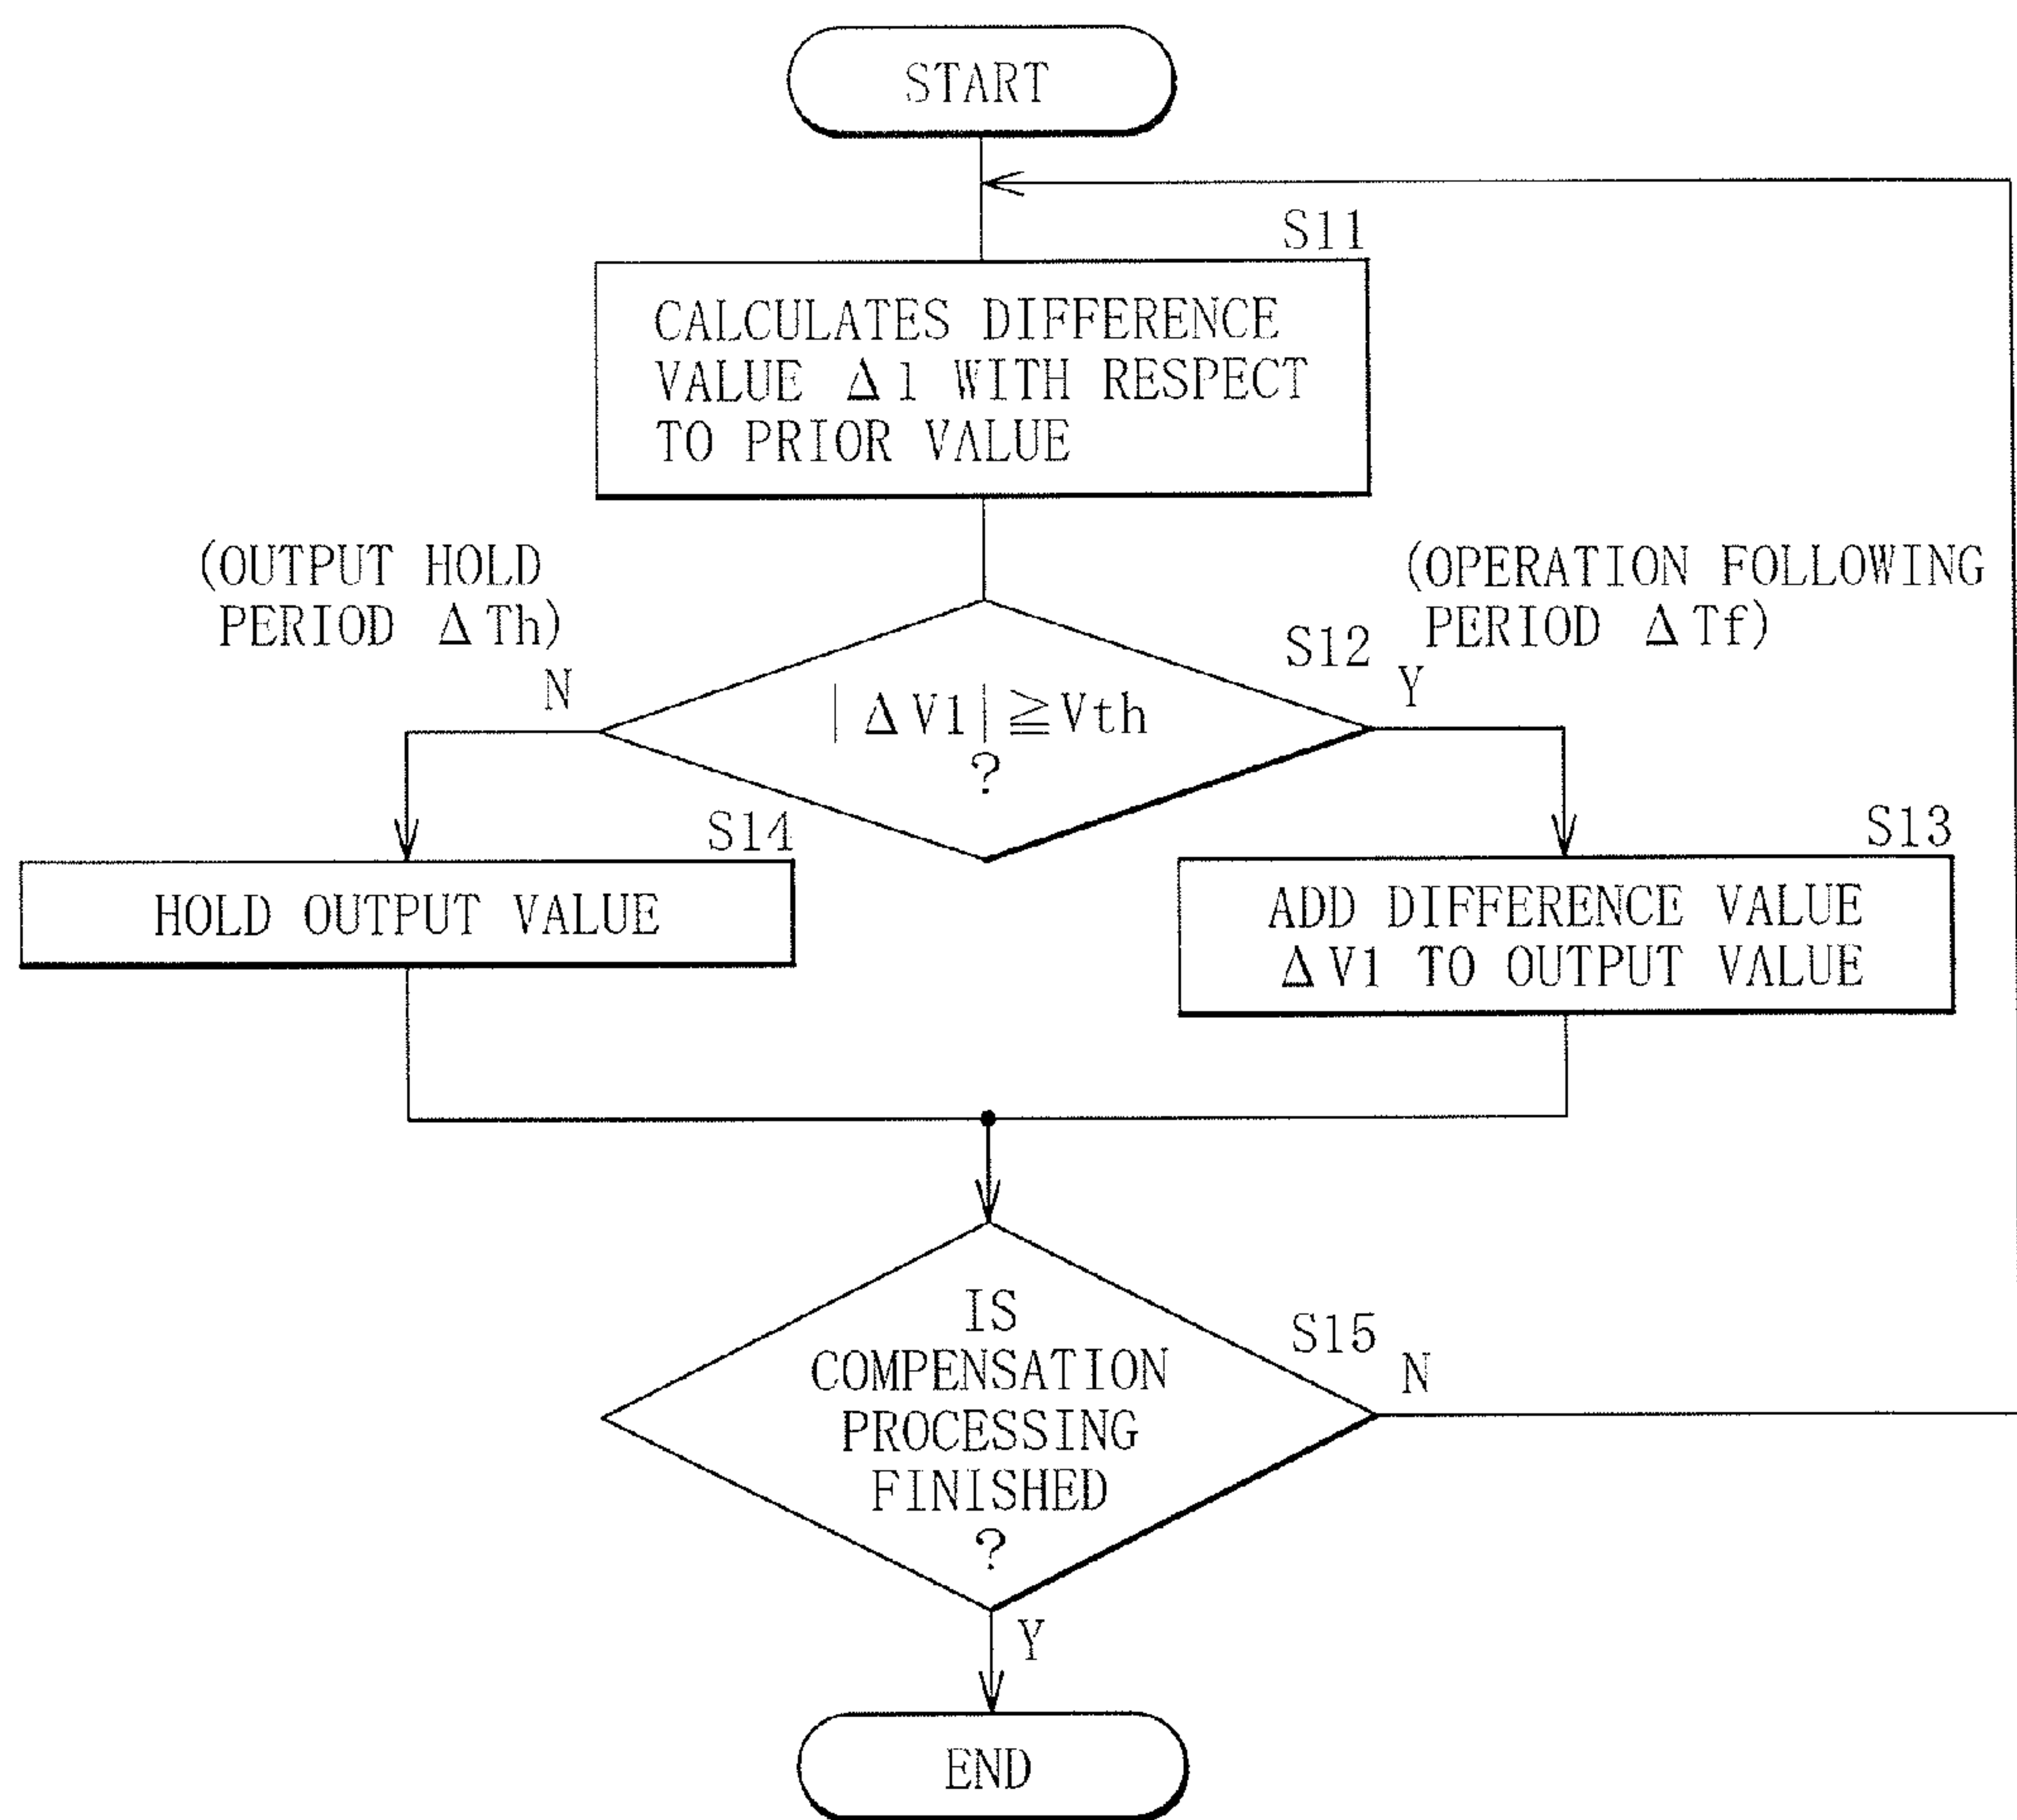 START
S11
CALCULATES DIFFERENCE
VALUE Δ1 WITH RESPECT
TO PRIOR VALUE
(OUTPUT HOLD
PERIOD ΔTh)
(OPERATION FOLLOWING
PERIOD ΔTf)
S12
N
Y
|ΔV1|≧Vth
?
S14
HOLD OUTPUT VALUE
S13
ADD DIFFERENCE VALUE
ΔV1 TO OUTPUT VALUE
IS
COMPENSATION
PROCESSING
FINISHED
?
S15
N
Y
END